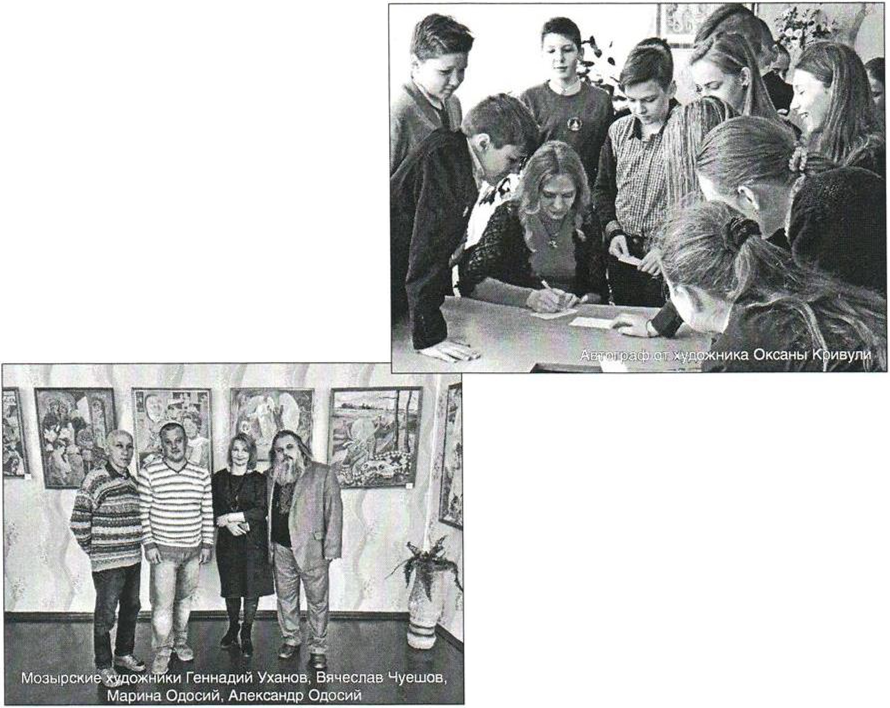 Автограф от художника Оксаны Кривули
Мозырские художники Геннадий Уханов, Вячеслав Чуешов,
Марина Одосий, Александр Одосий